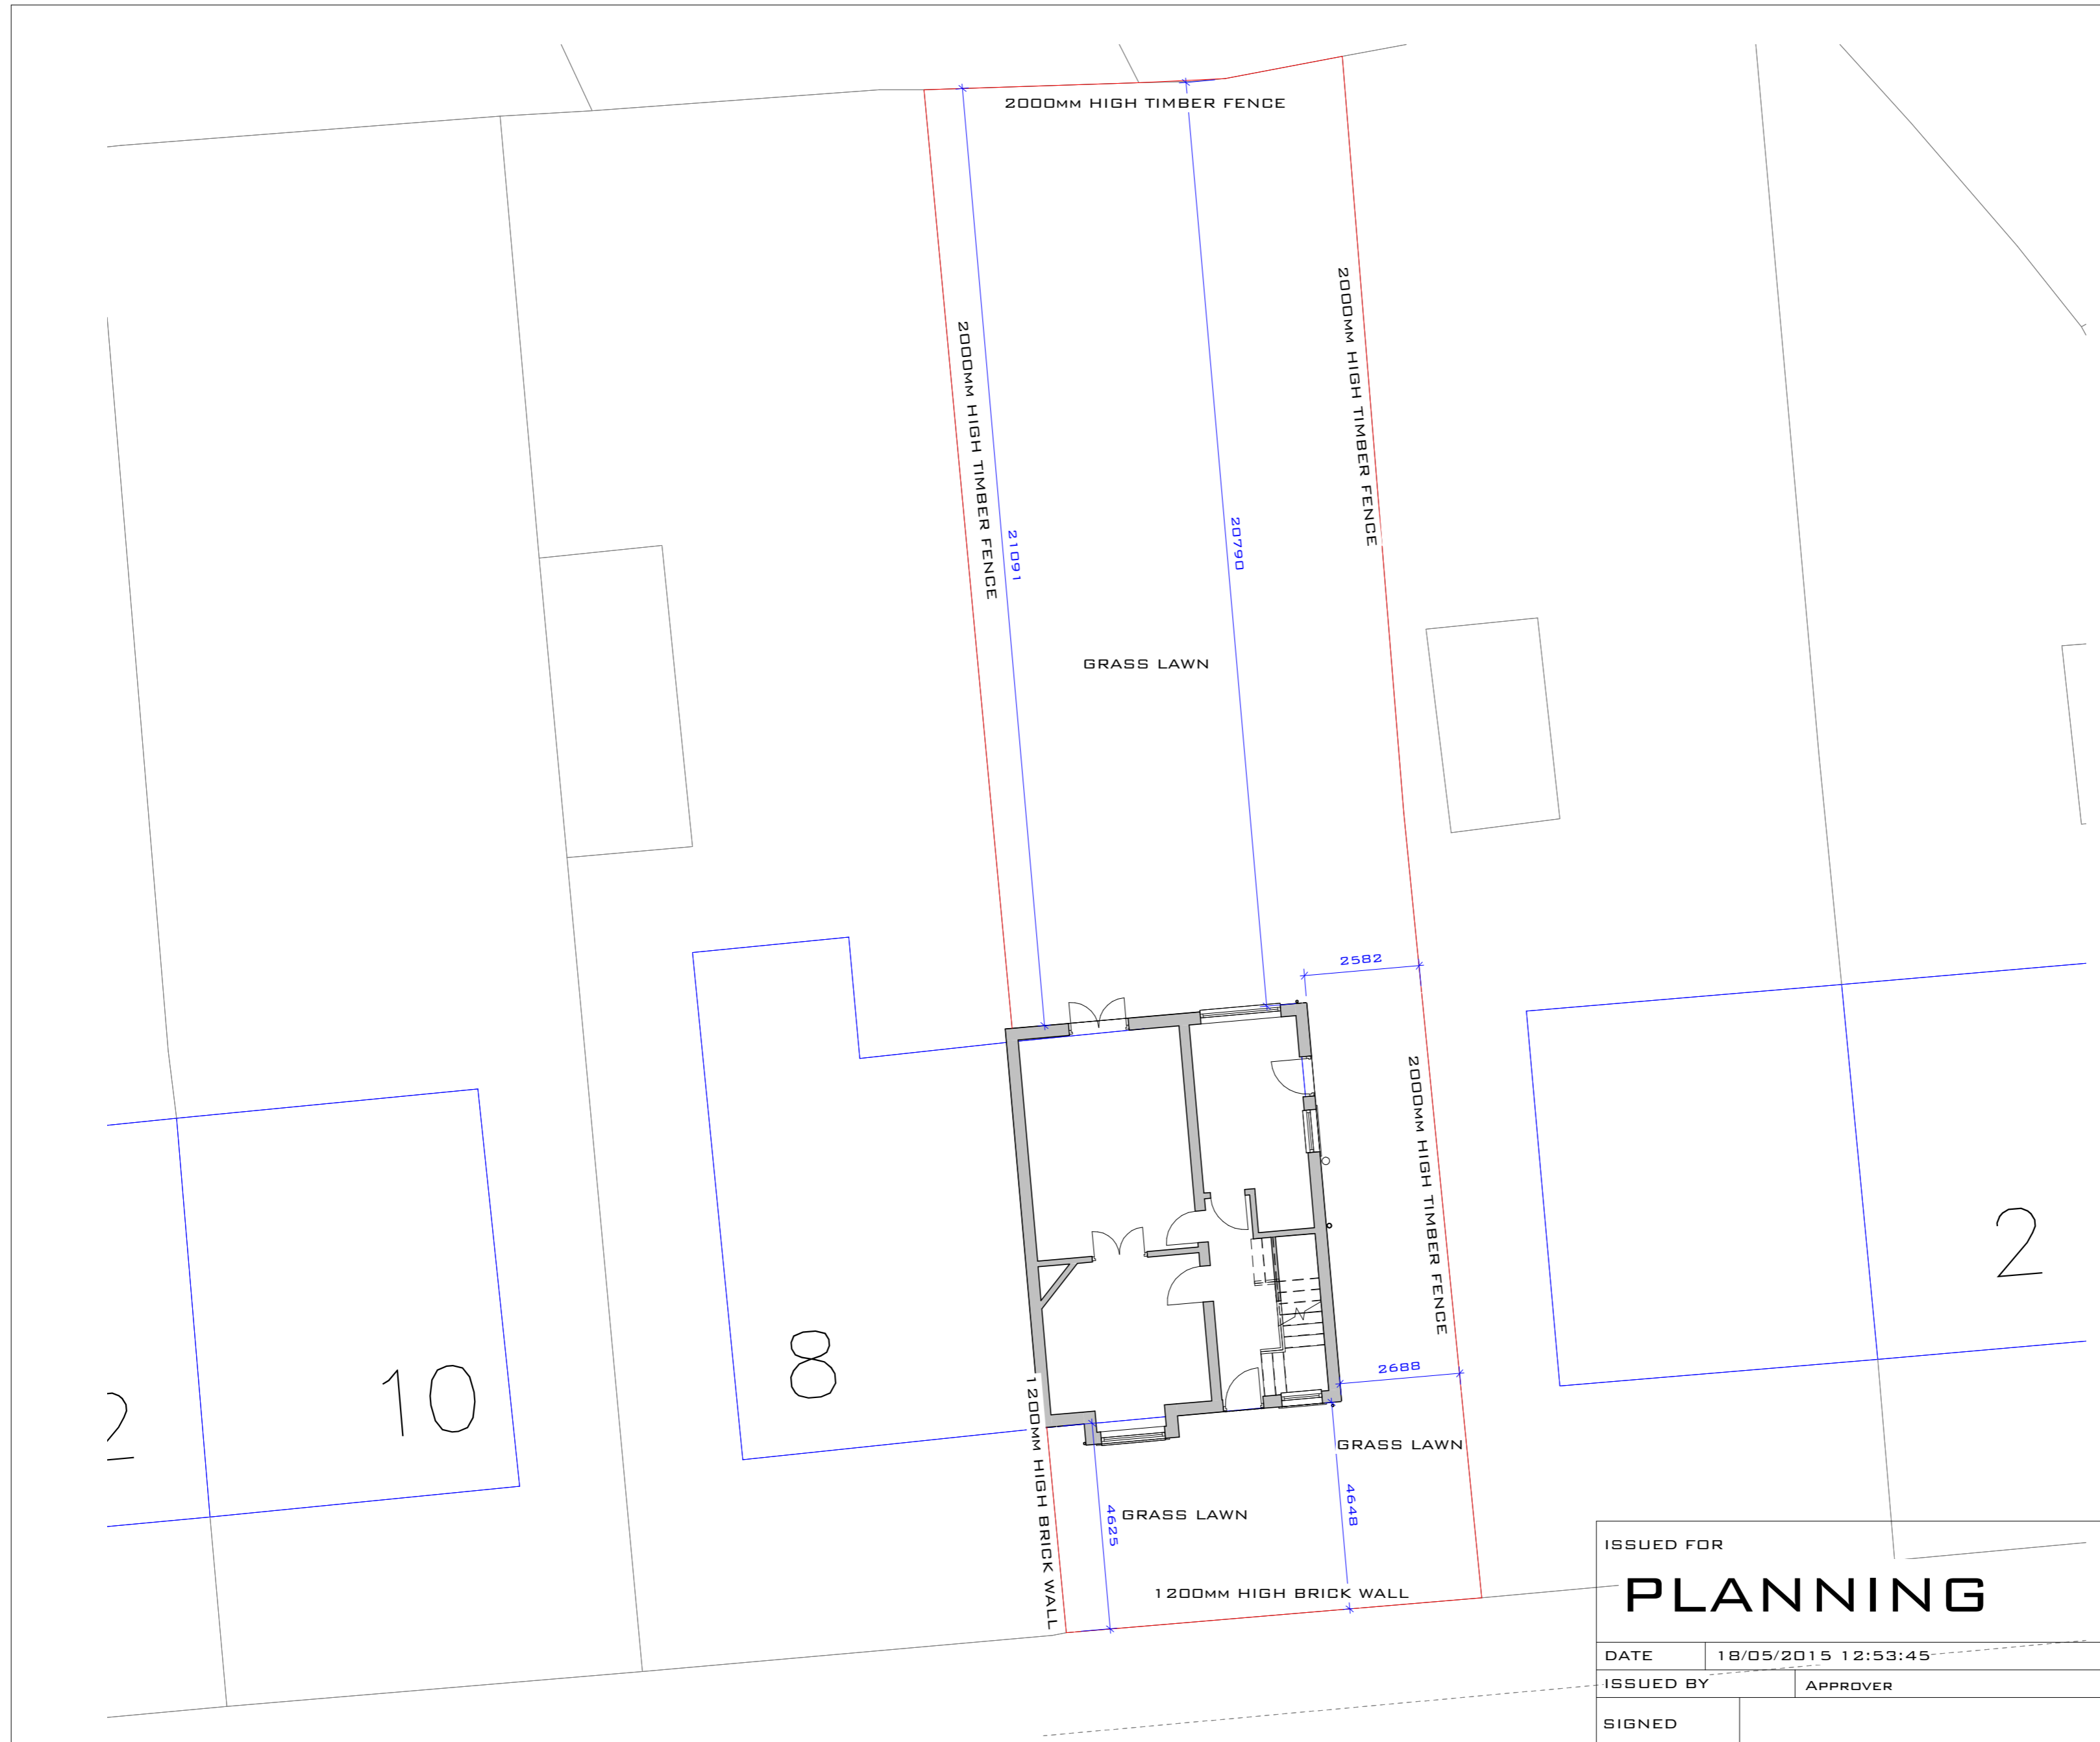 2000MM HIGH TIMBER FENCE
2000MM HIGH TIMBER FENCE
2000MM HIGH TIMBER FENCE
21091
20790
GRASS LAWN
2582
2000MM HIGH TIMBER FENCE
2
8
10
2
2688
1200MM HIGH BRICK WALL
GRASS LAWN
4625
GRASS LAWN
4648
1200MM HIGH BRICK WALL
ISSUED FOR
PLANNING
DATE 18/05/2015 12:53:45
ISSUED BY APPROVER
SIGNED